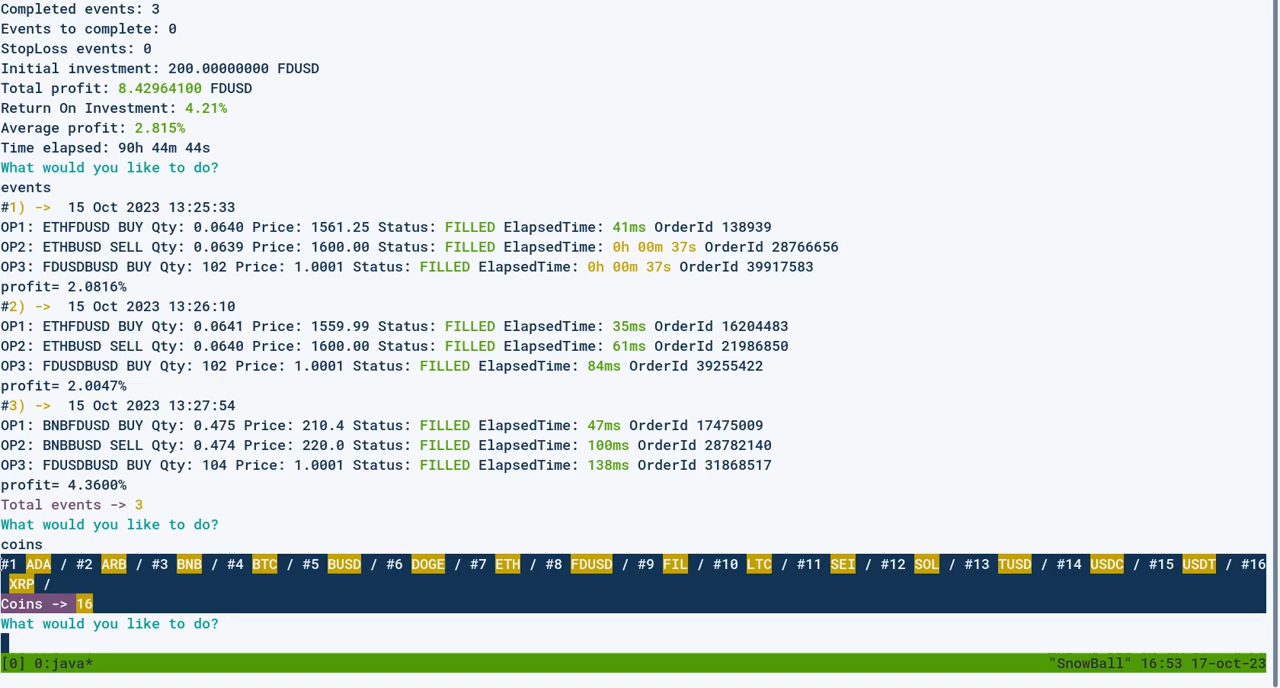 Completed events: 3
Events to complete: 0
StopLoss events: 0
Initial investment: 200.00000000 FDUSD
Total profit: 8.42964100 FDUSD
Return On Investment: 4.21%
Average profit: 2.815%
Time elapsed: 90h 44m 44s
What would you like to do?
events
#1) ->  15 Oct 2023 13:25:33
OP1: ETHFDUSD BUY Qty: 0.0640 Price: 1561.25 Status: FILLED ElapsedTime: 41ms OrderId 138939
OP2: ETHBUSD SELL Qty: 0.0639 Price: 1600.00 Status: FILLED ElapsedTime: 0h 00m 37s OrderId 28766656
OP3: FDUSDBUSD BUY Qty: 102 Price: 1.0001 Status: FILLED ElapsedTime: 0h 00m 37s OrderId 39917583
profit= 2.0816%
#2) ->  15 Oct 2023 13:26:10
OP1: ETHFDUSD BUY Qty: 0.0641 Price: 1559.99 Status: FILLED ElapsedTime: 35ms OrderId 16204483
OP2: ETHBUSD SELL Qty: 0.0640 Price: 1600.00 Status: FILLED ElapsedTime: 61ms OrderId 21986850
OP3: FDUSDBUSD BUY Qty: 102 Price: 1.0001 Status: FILLED ElapsedTime: 84ms OrderId 39255422
profit= 2.0047%
#3) ->  15 Oct 2023 13:27:54
OP1: BNBFDUSD BUY Qty: 0.475 Price: 210.4 Status: FILLED ElapsedTime: 47ms OrderId 17475009
OP2: BNBBUSD SELL Qty: 0.474 Price: 220.0 Status: FILLED ElapsedTime: 100ms OrderId 28782140
OP3: FDUSDBUSD BUY Qty: 104 Price: 1.0001 Status: FILLED ElapsedTime: 138ms OrderId 31868517
profit= 4.3600%
Total events -> 3
What would you like to do?
coins
#1 ADA / #2 ARB / #3 BNB / #4 BTC / #5 BUSD / #6 DOGE / #7 ETH / #8 FDUSD / #9 FIL / #10 LTC / #11 SEI / #12 SOL / #13 TUSD / #14 USDC / #15 USDT / #16
XRP /
Coins -> 16
What would you like to do?
[0] 0:java* "SnowBall" 16:53 17-oct-23